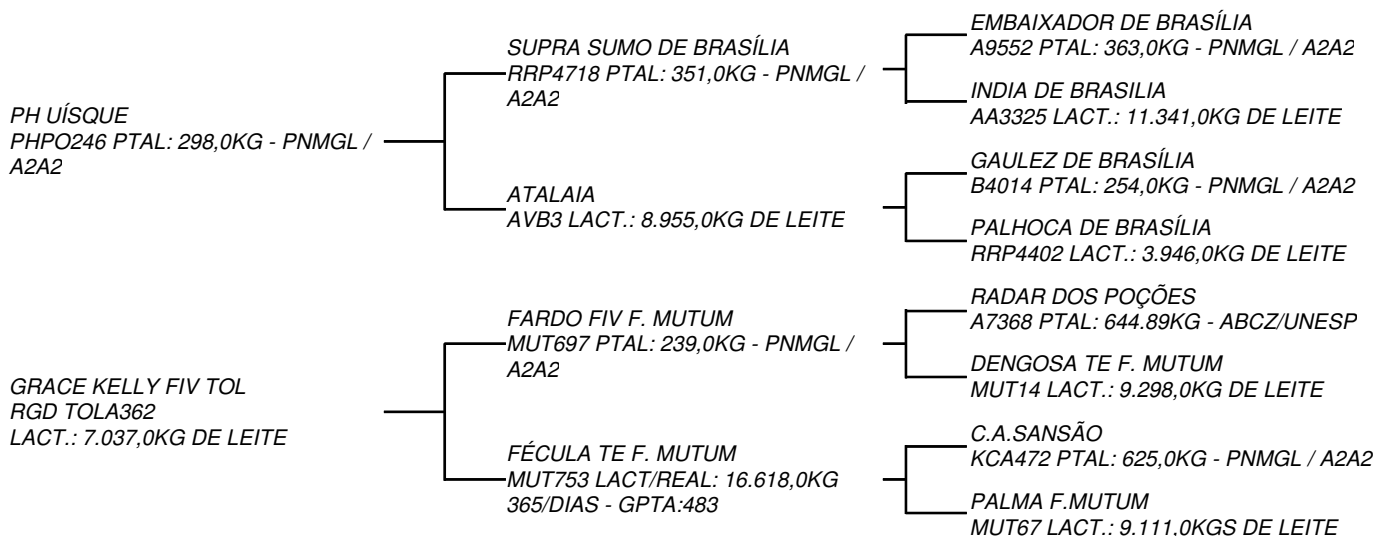 PH UÍSQUE
PHPO246 PTAL: 298,0KG - PNMGL /
A2A2
GRACE KELLY FIV TOL
RGD TOLA362
LACT.: 7.037,0KG DE LEITE
SUPRA SUMO DE BRASÍLIA
RRP4718 PTAL: 351,0KG - PNMGL /
A2A2
ATALAIA
AVB3 LACT.: 8.955,0KG DE LEITE
FARDO FIV F. MUTUM
MUT697 PTAL: 239,0KG - PNMGL /
A2A2
FÉCULA TE F. MUTUM
MUT753 LACT/REAL: 16.618,0KG
365/DIAS - GPTA:483
EMBAIXADOR DE BRASÍLIA
A9552 PTAL: 363,0KG - PNMGL / A2A2
INDIA DE BRASILIA
AA3325 LACT.: 11.341,0KG DE LEITE
GAULEZ DE BRASÍLIA
B4014 PTAL: 254,0KG - PNMGL / A2A2
PALHOCA DE BRASÍLIA
RRP4402 LACT.: 3.946,0KG DE LEITE
RADAR DOS POÇÕES
A7368 PTAL: 644.89KG - ABCZ/UNESP
DENGOSA TE F. MUTUM
MUT14 LACT.: 9.298,0KG DE LEITE
C.A.SANSÃO
KCA472 PTAL: 625,0KG - PNMGL / A2A2
PALMA F.MUTUM
MUT67 LACT.: 9.111,0KGS DE LEITE